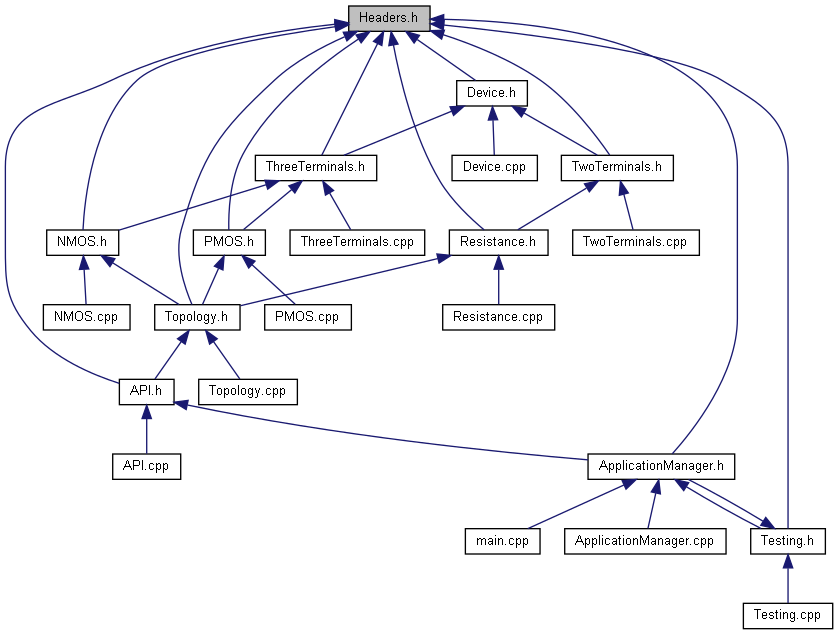 Headers.h
Device.h
ThreeTerminals.h
Device.cpp
TwoTerminals.h
NMOS.h
PMOS.h
ThreeTerminals.cpp
Resistance.h
TwoTerminals.cpp
NMOS.cpp
Topology.h
PMOS.cpp
Resistance.cpp
API.h
Topology.cpp
API.cpp
ApplicationManager.h
main.cpp
ApplicationManager.cpp
Testing.h
Testing.cpp